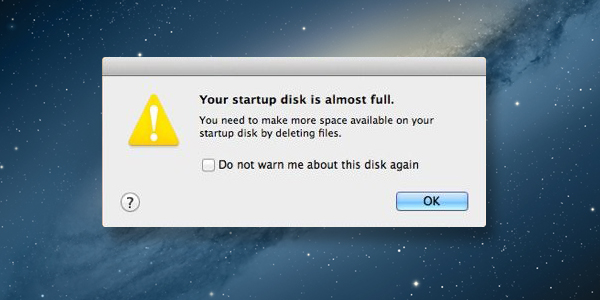 Your startup disk is almost full.
You need to make more space available on your
startup disk by deleting files.
Do not warn me about this disk again
?
OK